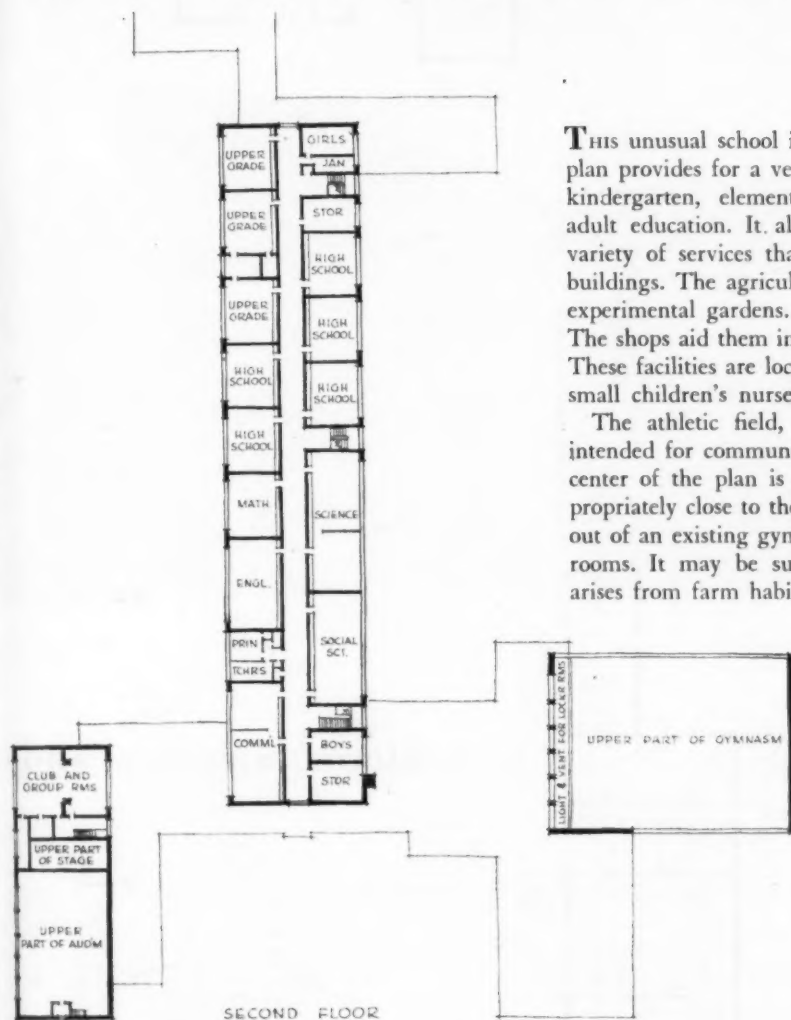 THIS unusual school i
plan provides for a ve
kindergarten, element
adult education. It. al
variety of services tha
buildings. The agricul
experimental gardens.
The shops aid them in
These facilities are loc
small children's nurse
The athletic field,
intended for commun
center of the plan is
propriately close to the
out of an existing gym
rooms. It may be su
arises from farm habi
GIRLS
UPPER
GRADE
JAN
UPPER
GRADE
STOR
HIGH
SCHOOL
UPPER
GRADE
HIGH
SCHOOL
HIGH
SCHOOL
HIGH
SCHOOL
HIGH
SCHOOL
MATH
SCIENCE
ENGL.
PRIN
SOCIAL
SCI.
TCHRS
COMML
BOYS
STOR
CLUB AND
GROUP RMS
UPPER PART
OF STAGE
UPPER
PART OF AUD'M
LIGHT & VENT FOR LOCKR RMS
UPPER PART OF GYMNASM
SECOND FLOOR